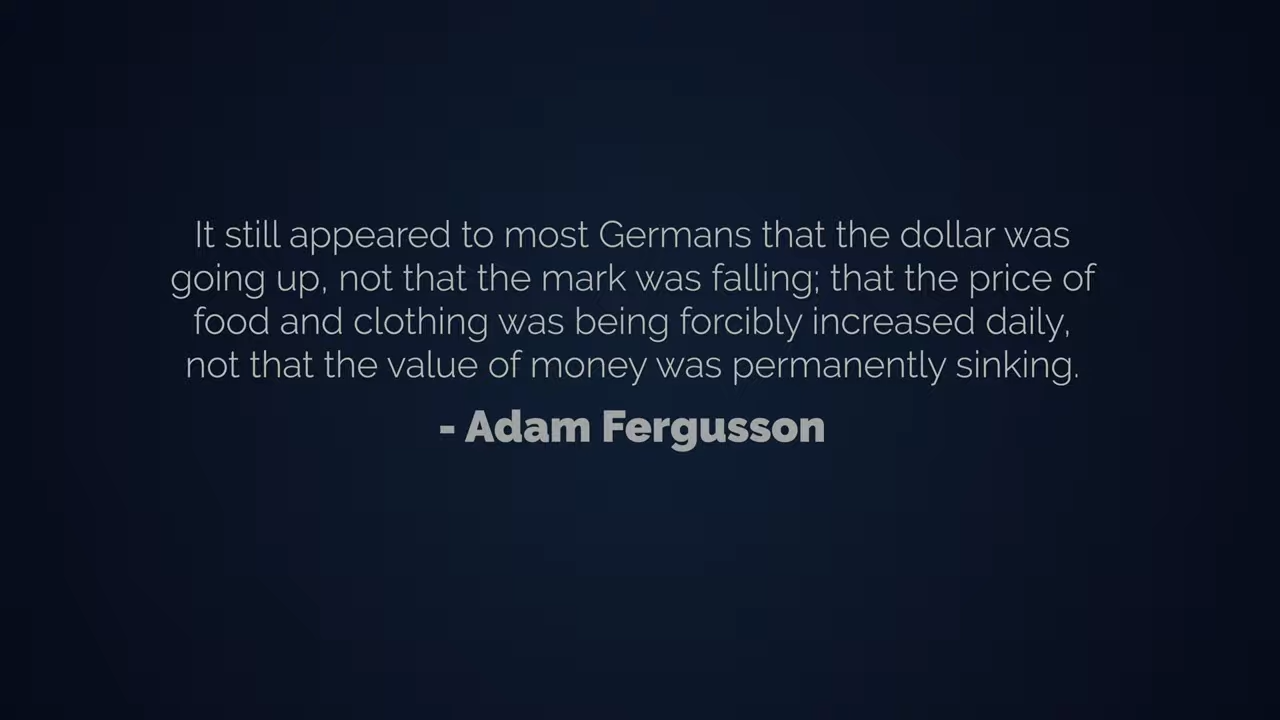 It still appeared to most Germans that the dollar was
going up, not that the mark was falling; that the price of
food and clothing was being forcibly increased daily,
not that the value of money was permanently sinking.
- Adam Fergusson